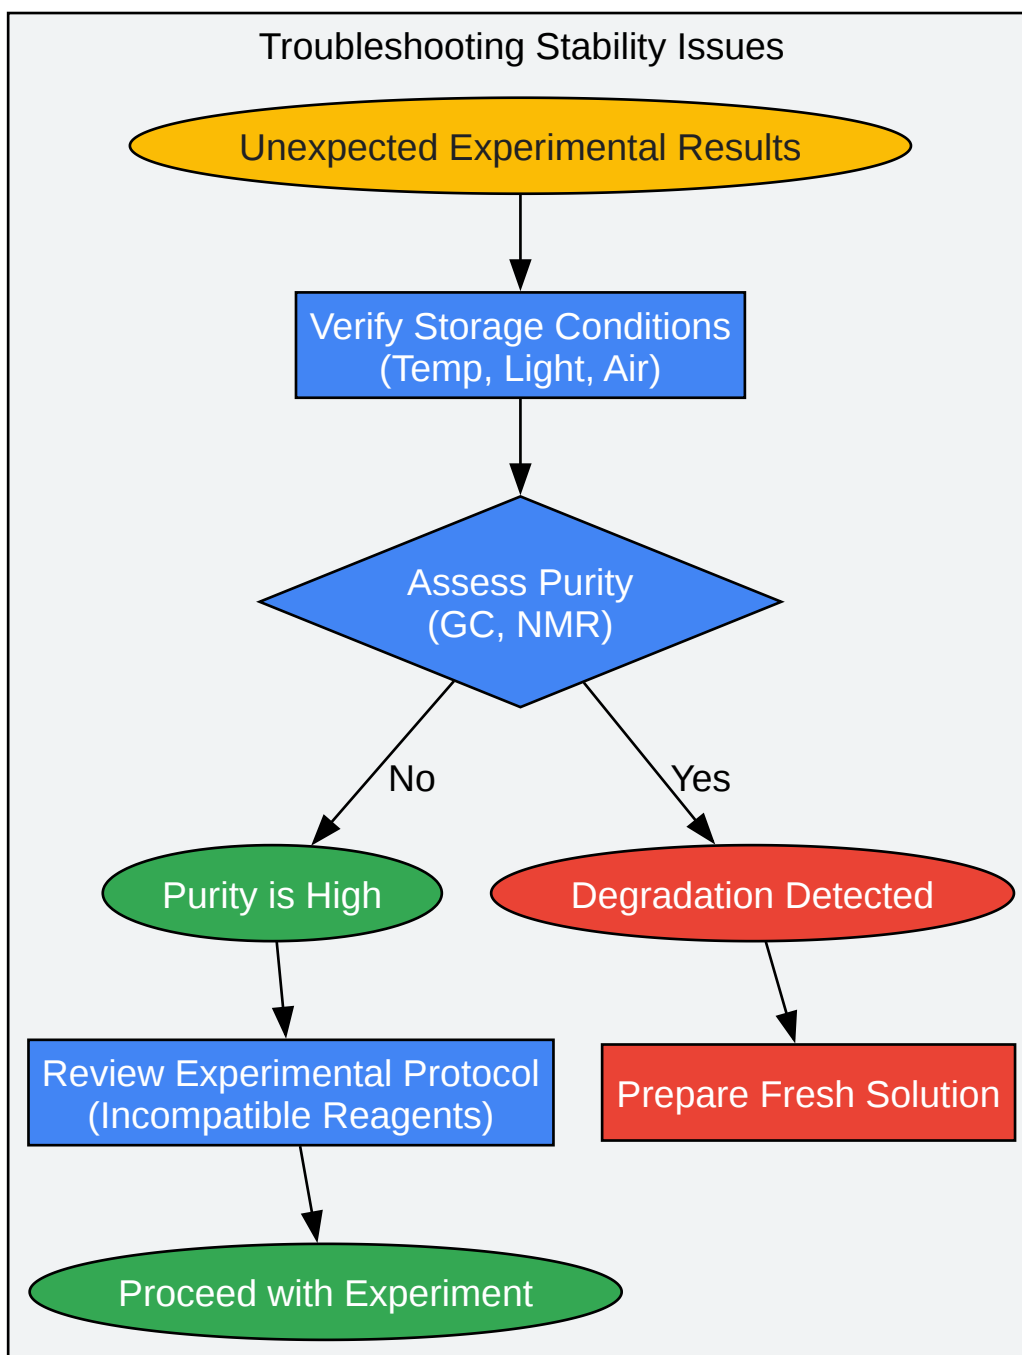 Troubleshooting Stability Issues
Unexpected Experimental Results
Verify Storage Conditions
(Temp, Light, Air)
Assess Purity
(GC, NMR)
No
Yes
Purity is High
Degradation Detected
Review Experimental Protocol
(Incompatible Reagents)
Prepare Fresh Solution
Proceed with Experiment